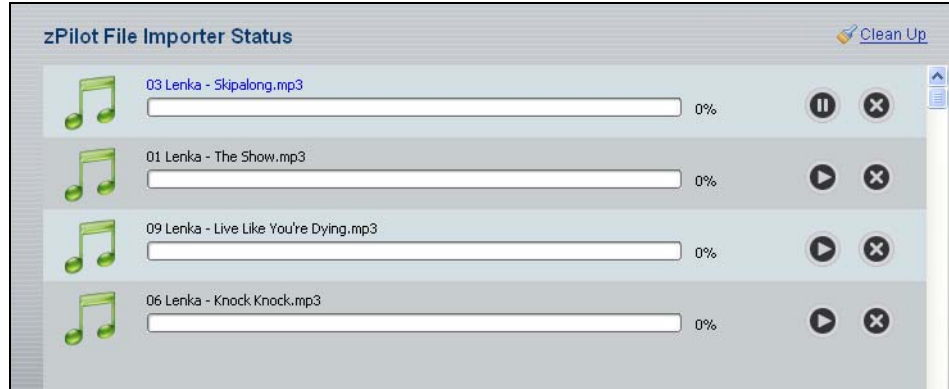 zPilot File Importer Status
Clean Up
03 Lenka - Skipalong.mp3
0%
01 Lenka - The Show.mp3
0%
09 Lenka - Live Like You're Dying.mp3
0%
06 Lenka - Knock Knock.mp3
0%